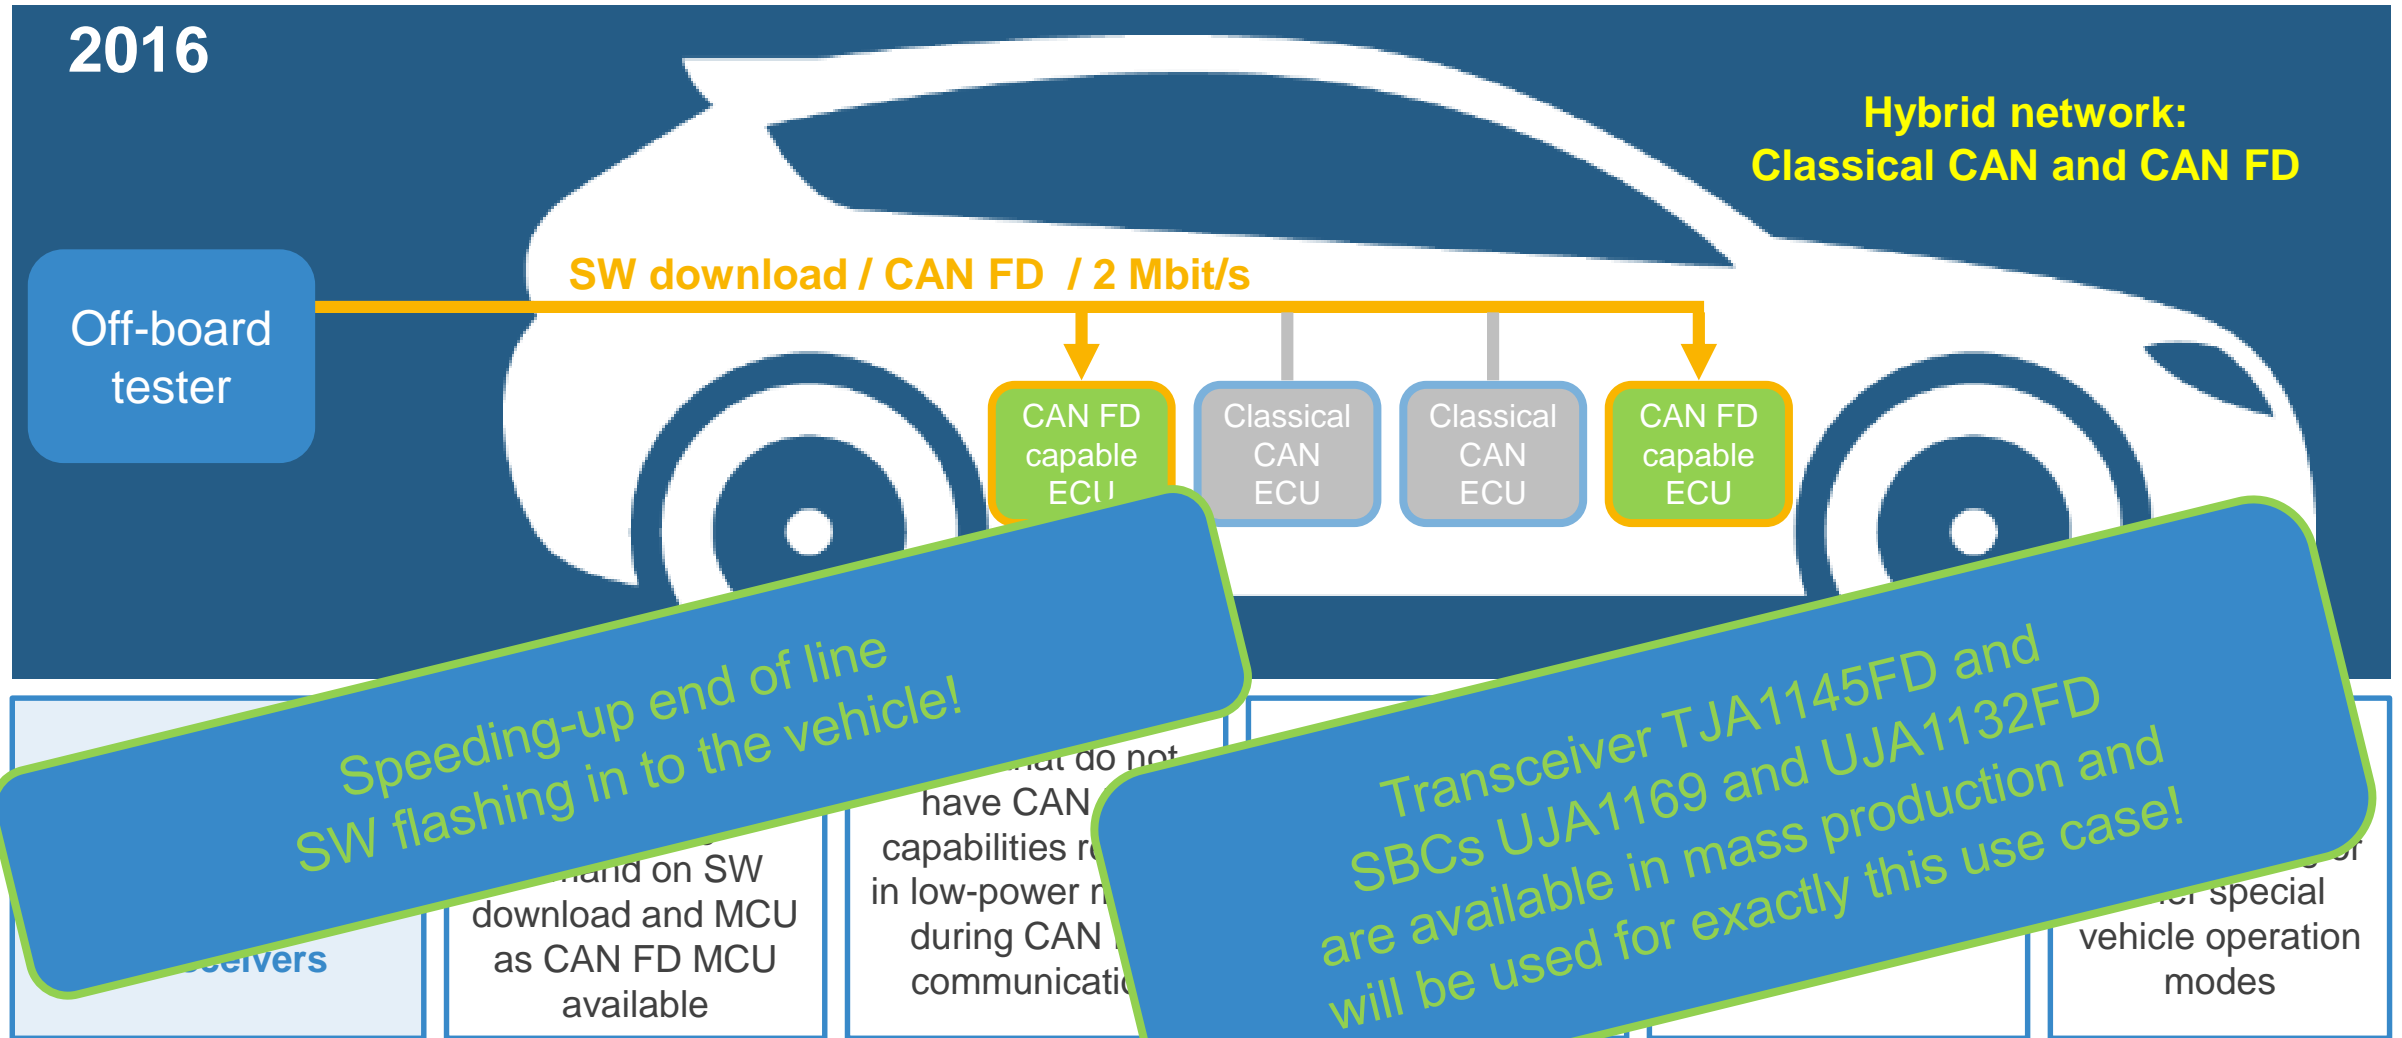 2016
Hybrid network:
Classical CAN and CAN FD
SW download / CAN FD / 2 Mbit/s
Off-board
tester
CAN FD
capable
ECU
Classical
CAN
ECU
Classical
CAN
ECU
CAN FD
capable
ECU
Speeding-up end of line
SW flashing in to the vehicle!
Transceiver TJA1145FD and
SBCs UJA1169 and UJA1132FD
are available in mass production and
will be used for exactly this use case!
on SW
download and MCU
as CAN FD MCU
available
do not
have CAN
capabilities
in low-power
during CAN
special
vehicle operation
modes